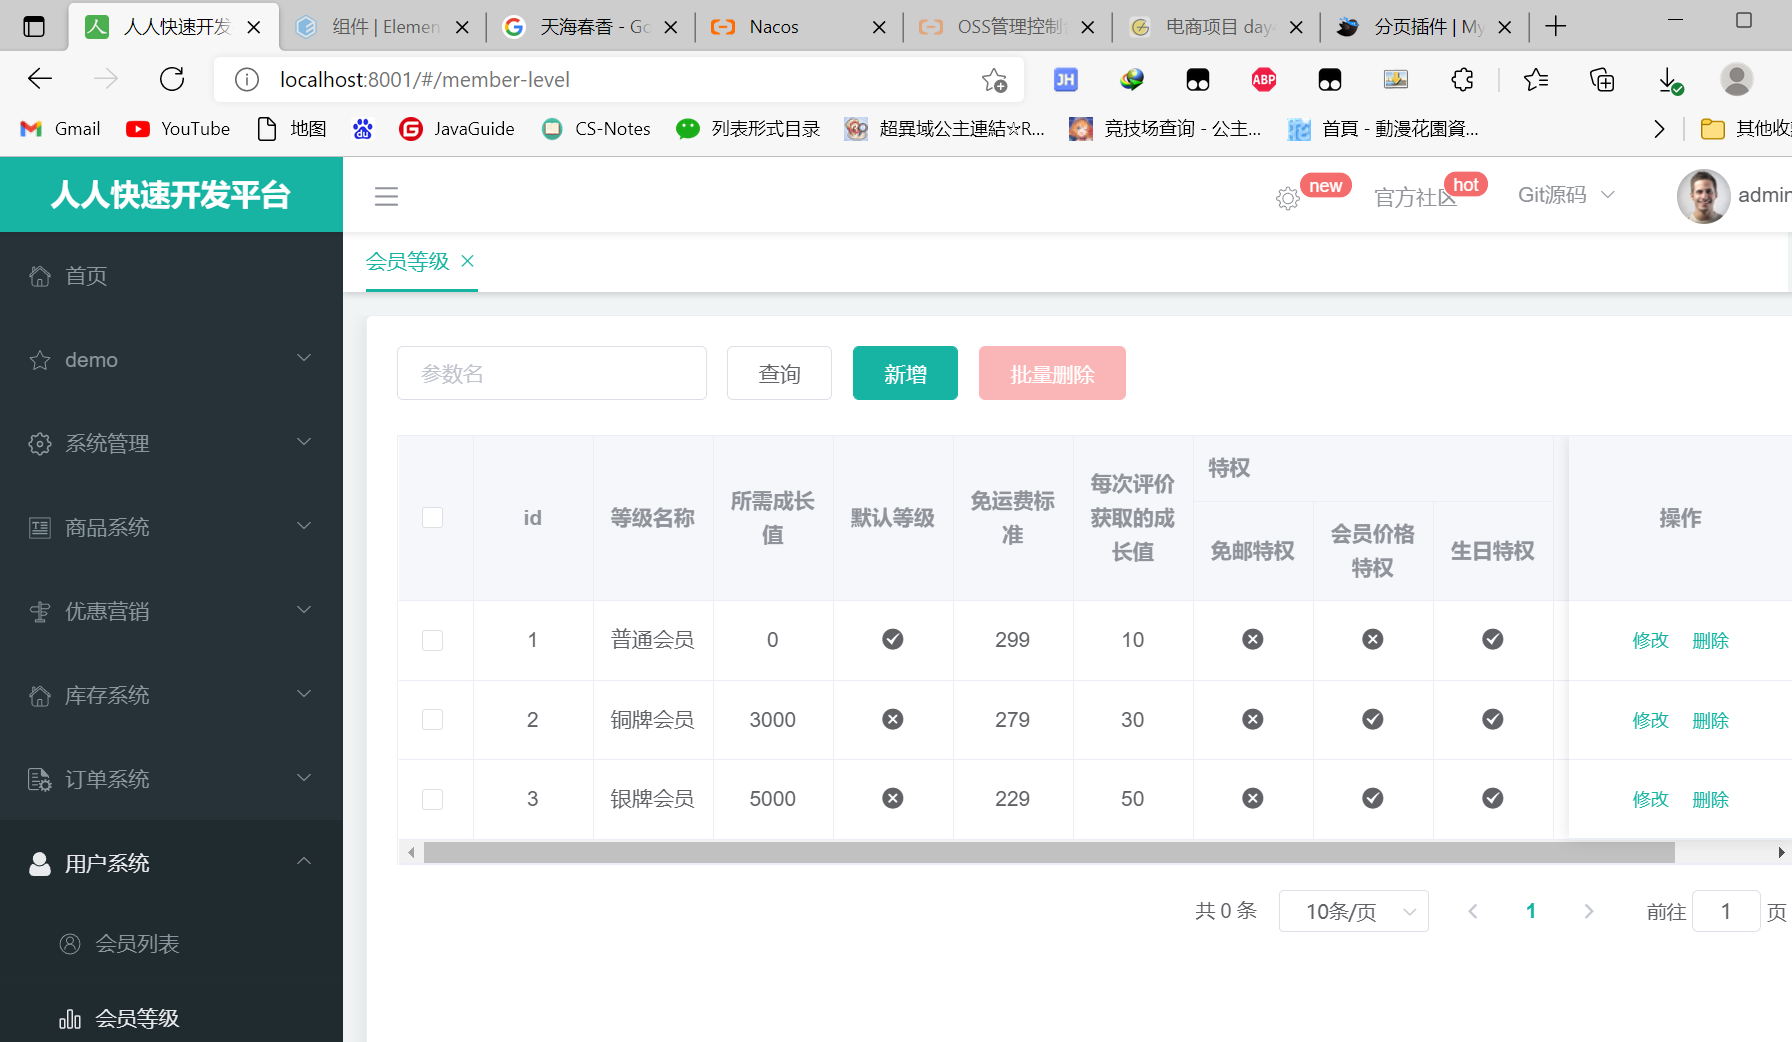 人人快速开发
组件 | Elemen
天海春香 - Go
Nacos
OSS管理控制
电商项目 day
分页插件 | My
localhost:8001/#/member-level
JH
ABP
Gmail
YouTube
地图
JavaGuide
CS-Notes
列表形式目录
超異域公主連結☆R...
竞技场查询 - 公主...
首頁 - 動漫花園資...
其他收
人人快速开发平台
new
官方社区
hot
Git源码
admin
首页
demo
系统管理
商品系统
优惠营销
库存系统
订单系统
用户系统
会员列表
会员等级
会员等级
参数名
查询
新增
批量删除
id
等级名称
所需成长
值
默认等级
免运费标
准
每次评价
获取的成
长值
特权
免邮特权
会员价格
特权
生日特权
操作
1 普通会员 0 299 10 修改 删除
2 铜牌会员 3000 279 30 修改 删除
3 银牌会员 5000 229 50 修改 删除
共 0 条
10条/页
1
前往 1 页